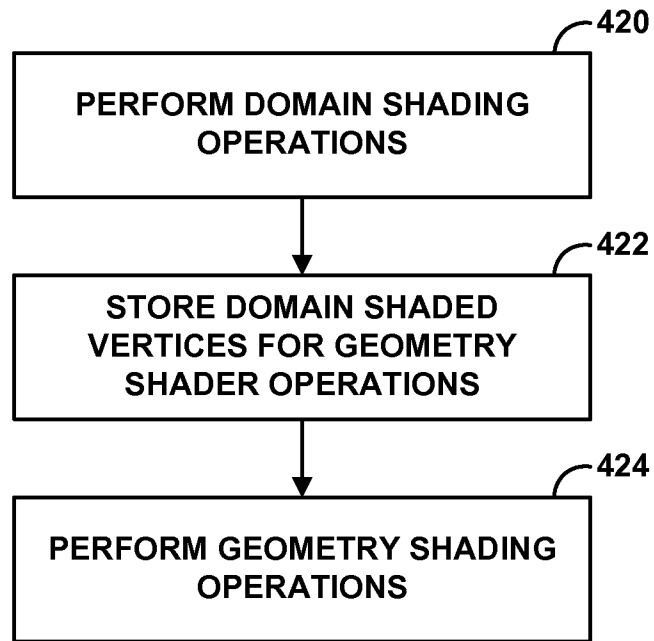 420
PERFORM DOMAIN SHADING
OPERATIONS
422
STORE DOMAIN SHADED
VERTICES FOR GEOMETRY
SHADER OPERATIONS
424
PERFORM GEOMETRY SHADING
OPERATIONS